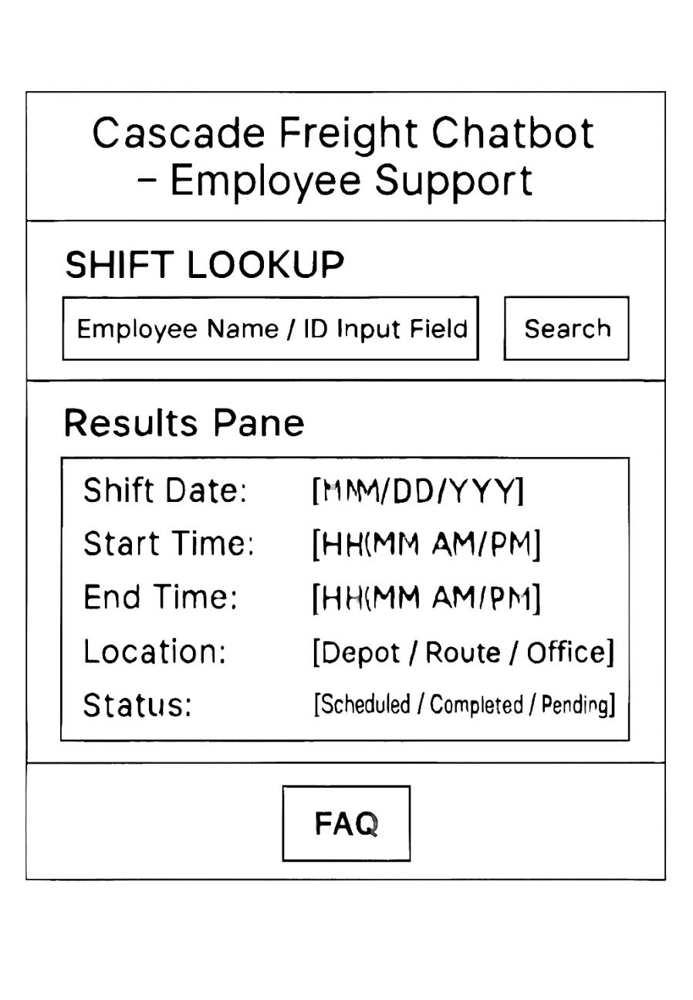 Cascade Freight Chatbot
– Employee Support
SHIFT LOOKUP
Employee Name / ID Input Field
Search
Results Pane
Shift Date: [MMM/DD/YYY]
Start Time: [HH(MM AM/PM]
End Time: [HH(MM AM/PM]
Location: [Depot / Route / Office]
Status: [Scheduled / Completed / Pending]
FAQ